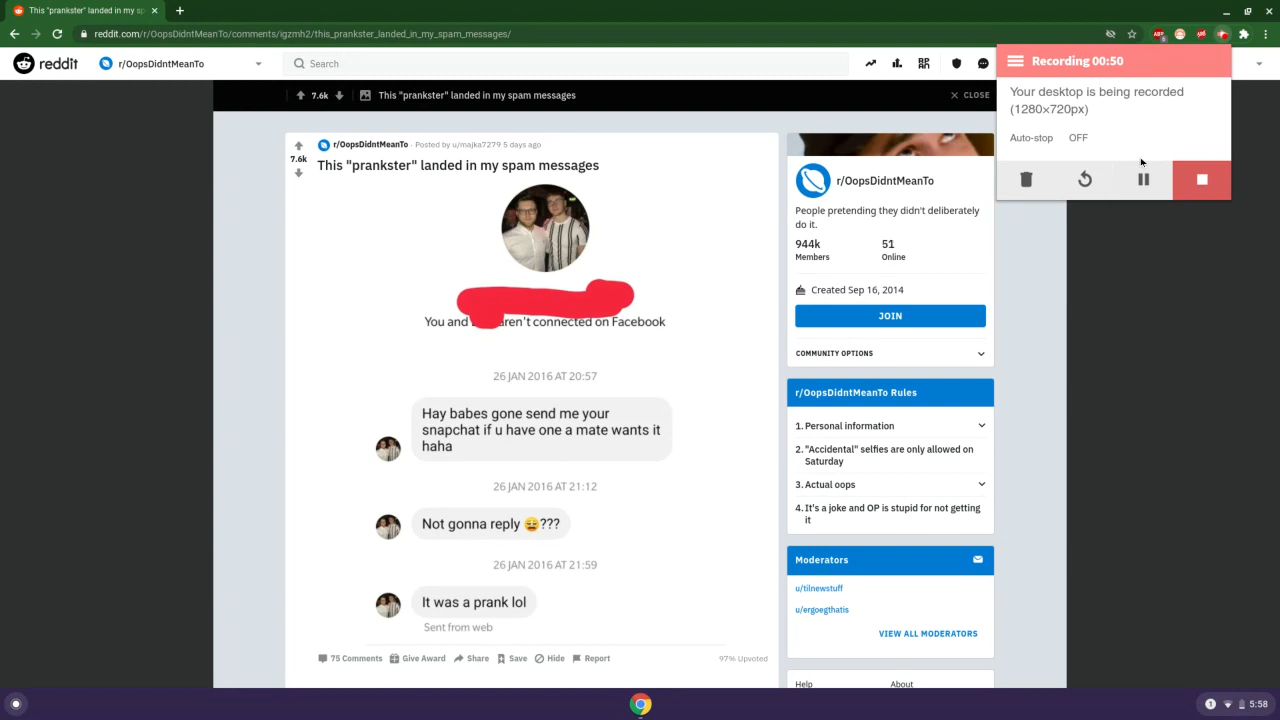 This "prankster" landed in my sp
reddit.com/r/OopsDidntMeanTo/comments/igzmh2/this_prankster_landed_in_my_spam_messages/
reddit
r/OopsDidntMeanTo
Search
Recording 00:50
Your desktop is being recorded
(1280×720px)
Auto-stop OFF
7.6k
This "prankster" landed in my spam messages
CLOSE
r/OopsDidntMeanTo · Posted by u/majka7279 5 days ago
7.6k
This "prankster" landed in my spam messages
You and aren't connected on Facebook
26 JAN 2016 AT 20:57
Hay babes gone send me your
snapchat if u have one a mate wants it
haha
26 JAN 2016 AT 21:12
Not gonna reply 😅???
26 JAN 2016 AT 21:59
It was a prank lol
Sent from web
75 Comments Give Award Share Save Hide Report 97% Upvoted
r/OopsDidntMeanTo
People pretending they didn't deliberately
do it.
944k 51
Members Online
Created Sep 16, 2014
JOIN
COMMUNITY OPTIONS
r/OopsDidntMeanTo Rules
1. Personal information
2. "Accidental" selfies are only allowed on
Saturday
3. Actual oops
4. It's a joke and OP is stupid for not getting
it
Moderators
u/tilnewstuff
u/ergoegthatis
VIEW ALL MODERATORS
Help About
1 5:58